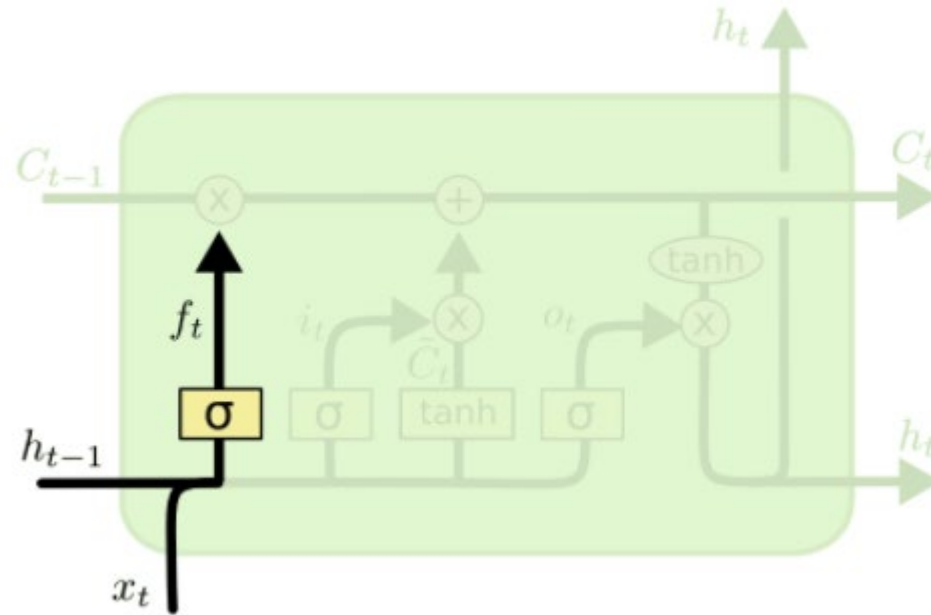 h_t
C_{t-1} C_t
x +
tanh
f_t i_t x o_t x
C̃_t
σ σ tanh σ
h_{t-1} h_t
x_t